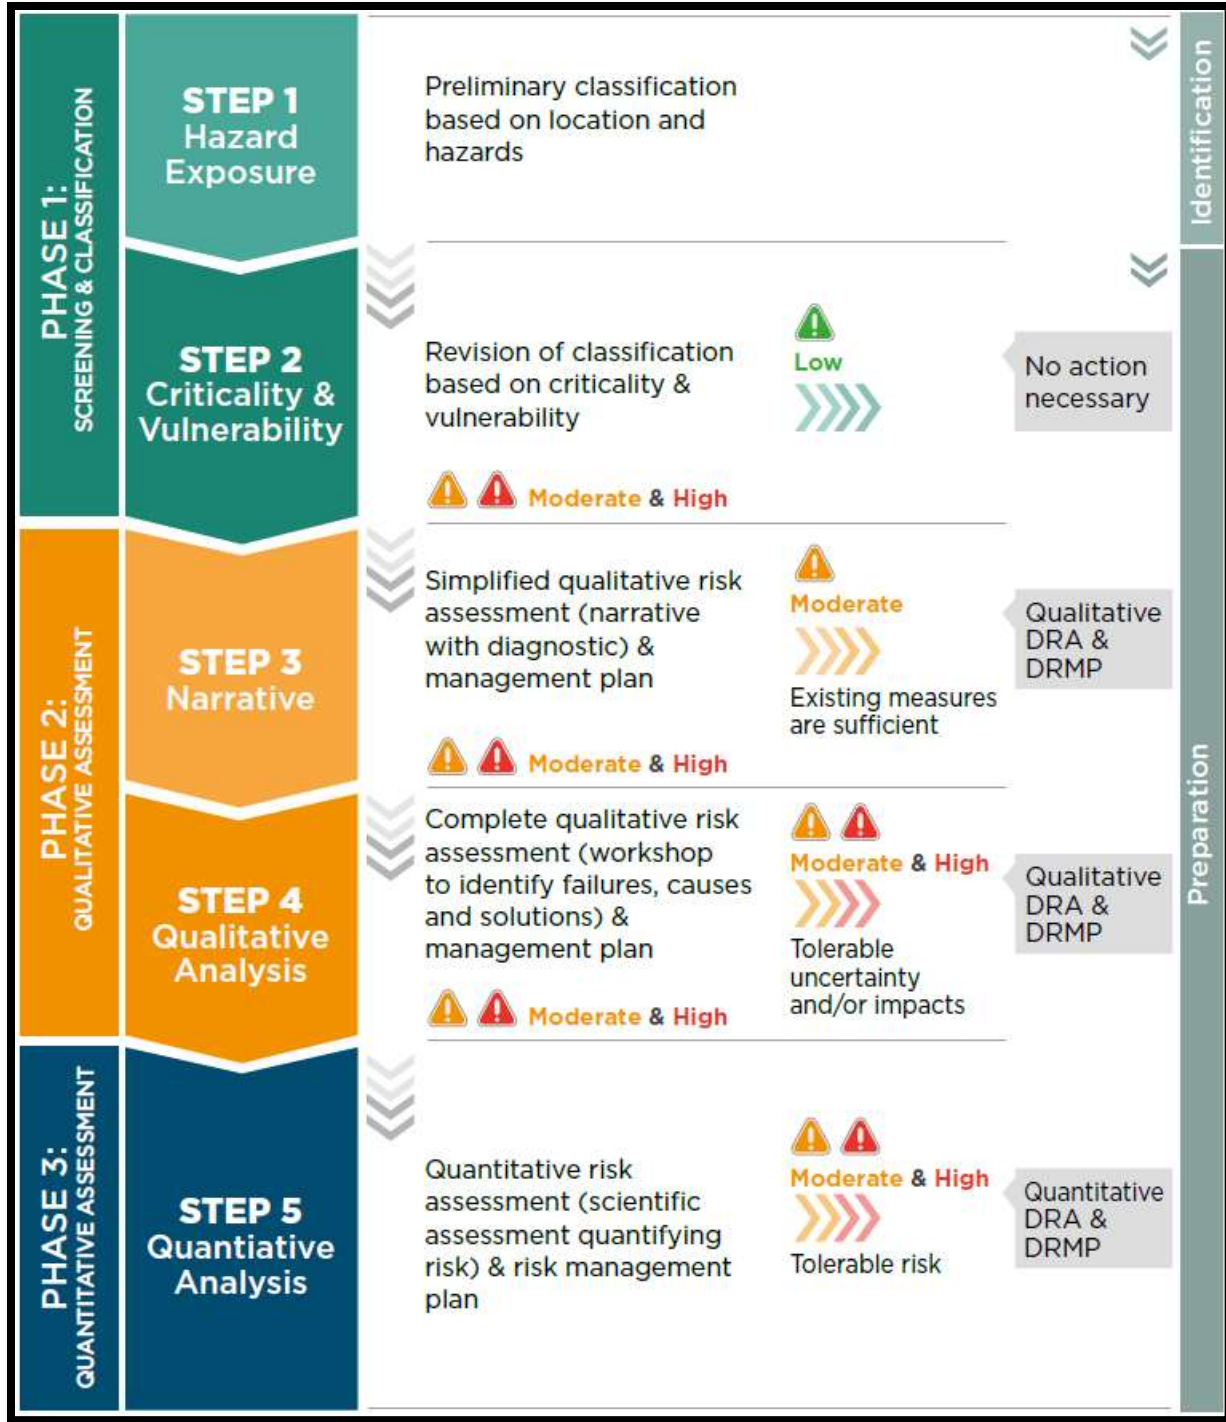 PHASE 1:
SCREENING & CLASSIFICATION
STEP 1
Hazard
Exposure
Preliminary classification
based on location and
hazards
Identification
STEP 2
Criticality &
Vulnerability
Revision of classification
based on criticality &
vulnerability
Low
No action
necessary
Moderate & High
PHASE 2:
QUALITATIVE ASSESSMENT
STEP 3
Narrative
Simplified qualitative risk
assessment (narrative
with diagnostic) &
management plan
Moderate
Existing measures
are sufficient
Qualitative
DRA &
DRMP
Moderate & High
STEP 4
Qualitative
Analysis
Complete qualitative risk
assessment (workshop
to identify failures, causes
and solutions) &
management plan
Moderate & High
Tolerable
uncertainty
and/or impacts
Qualitative
DRA &
DRMP
Moderate & High
Preparation
PHASE 3:
QUANTITATIVE ASSESSMENT
STEP 5
Quantiative
Analysis
Quantitative risk
assessment (scientific
assessment quantifying
risk) & risk management
plan
Moderate & High
Tolerable risk
Quantitative
DRA &
DRMP